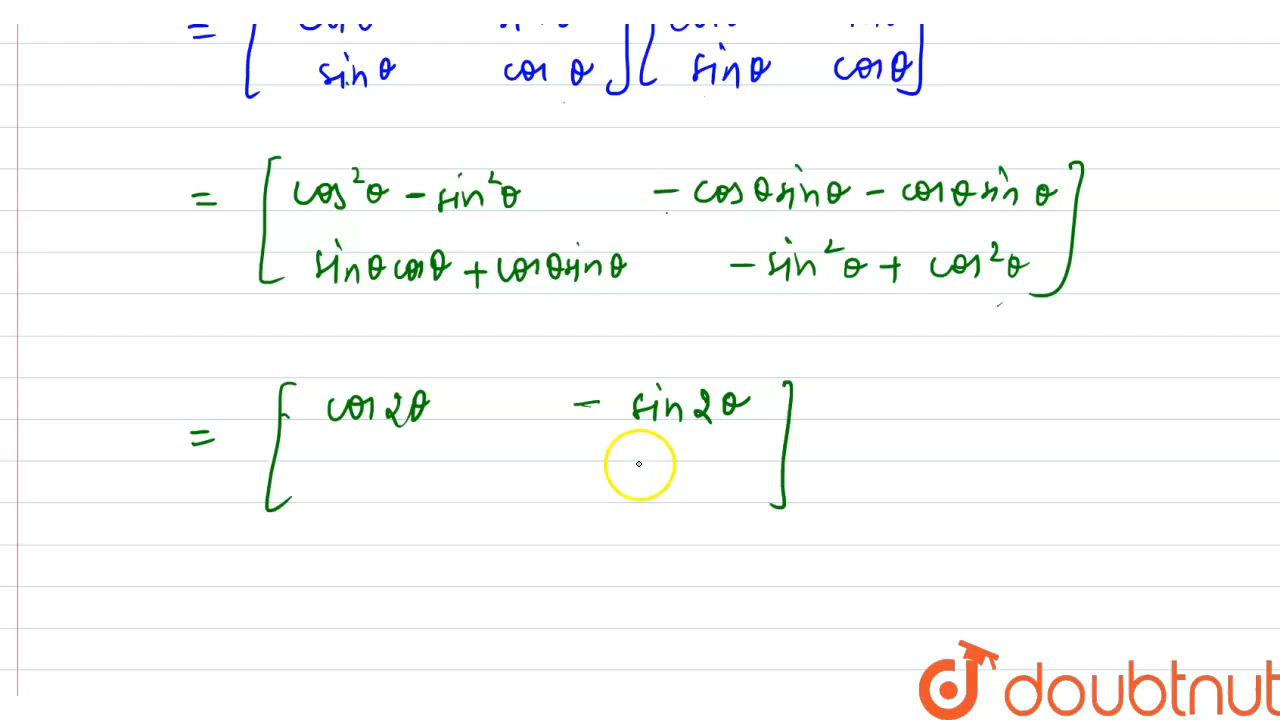 = [ [
sinθ cosθ ] [ sinθ cosθ ]
= [ cos²θ - sin²θ - cosθsinθ - cosθsinθ ]
sinθcosθ + cosθsinθ - sin²θ + cos²θ
= [ cos2θ - sin2θ ]
doubtnut